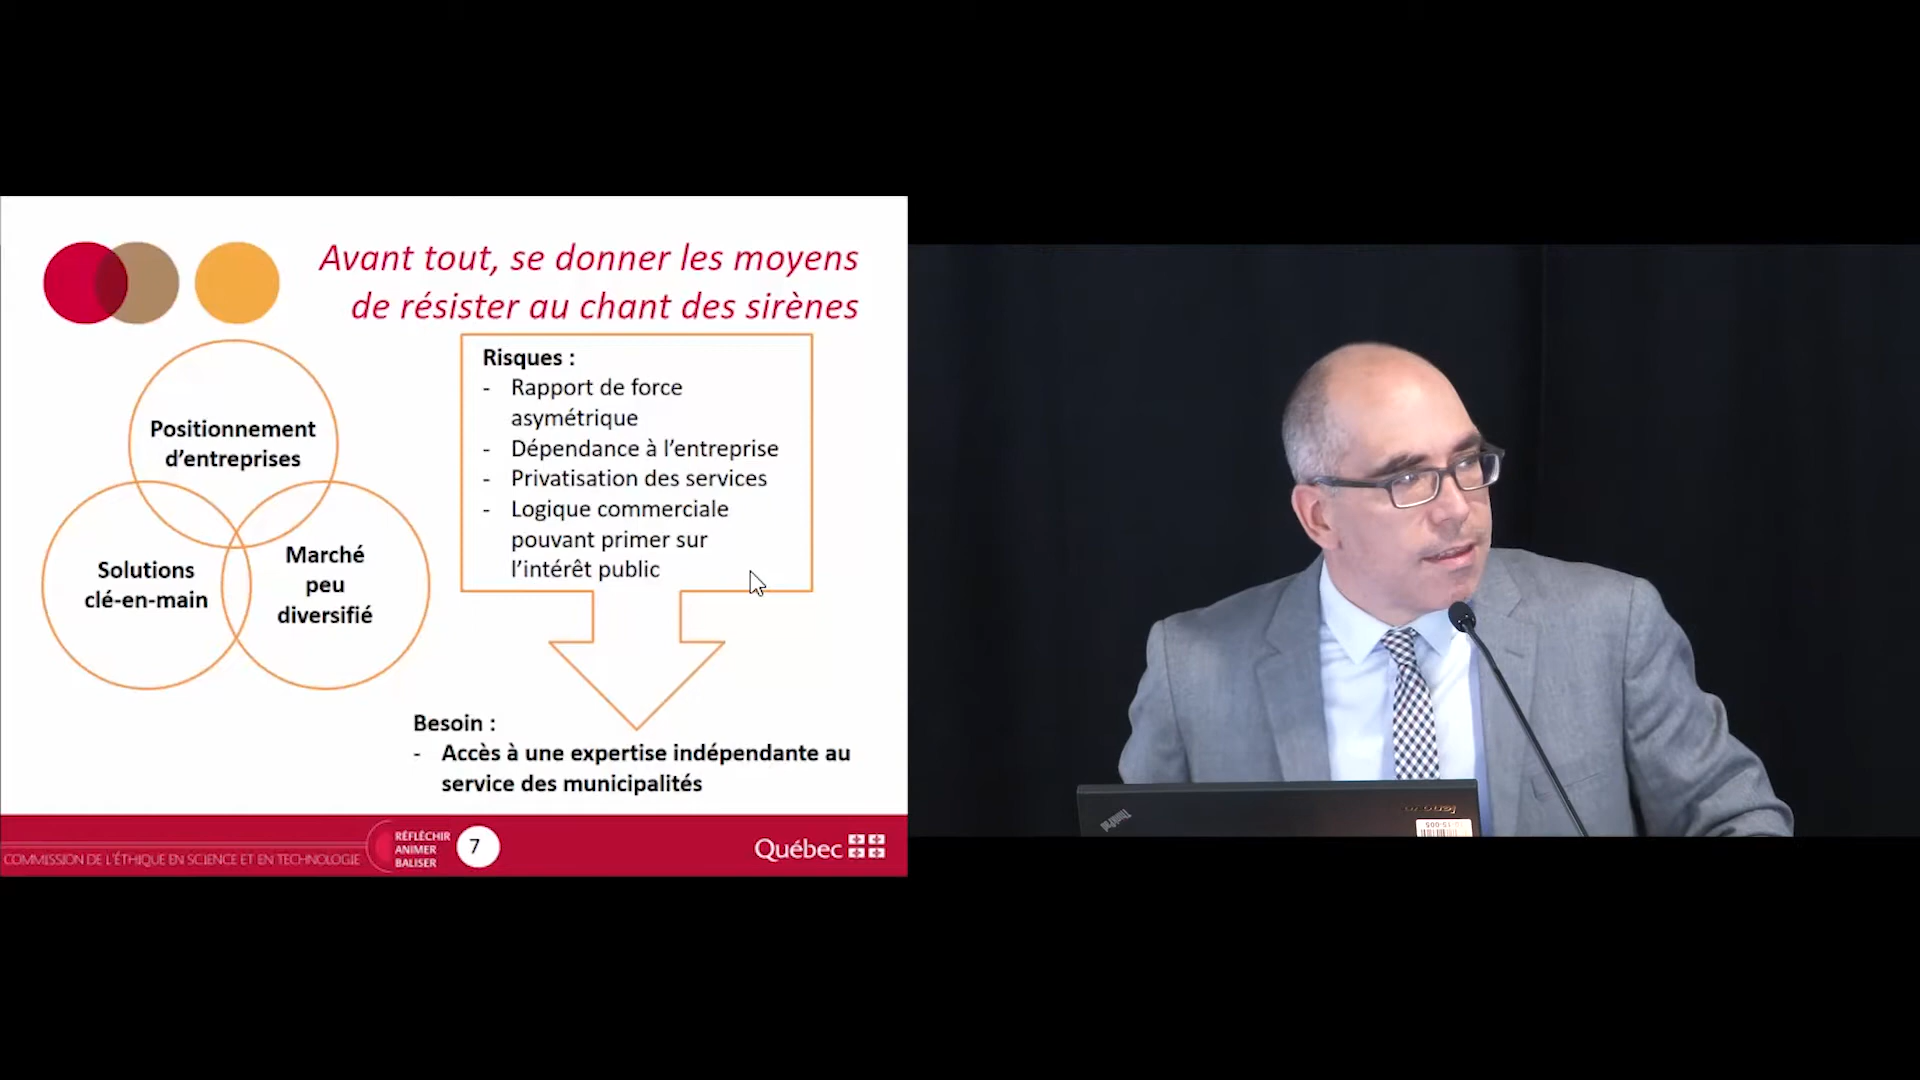 Avant tout, se donner les moyens
de résister au chant des sirènes
Positionnement
d'entreprises
Solutions
clé-en-main
Marché
peu
diversifié
Risques :
- Rapport de force
asymétrique
- Dépendance à l'entreprise
- Privatisation des services
- Logique commerciale
pouvant primer sur
l'intérêt public
Besoin :
- Accès à une expertise indépendante au
service des municipalités
COMMISSION DE L'ÉTHIQUE EN SCIENCE ET EN TECHNOLOGIE
RÉFLÉCHIR
ANIMER
BALISER
7
Québec
ThinkPad
lenovo